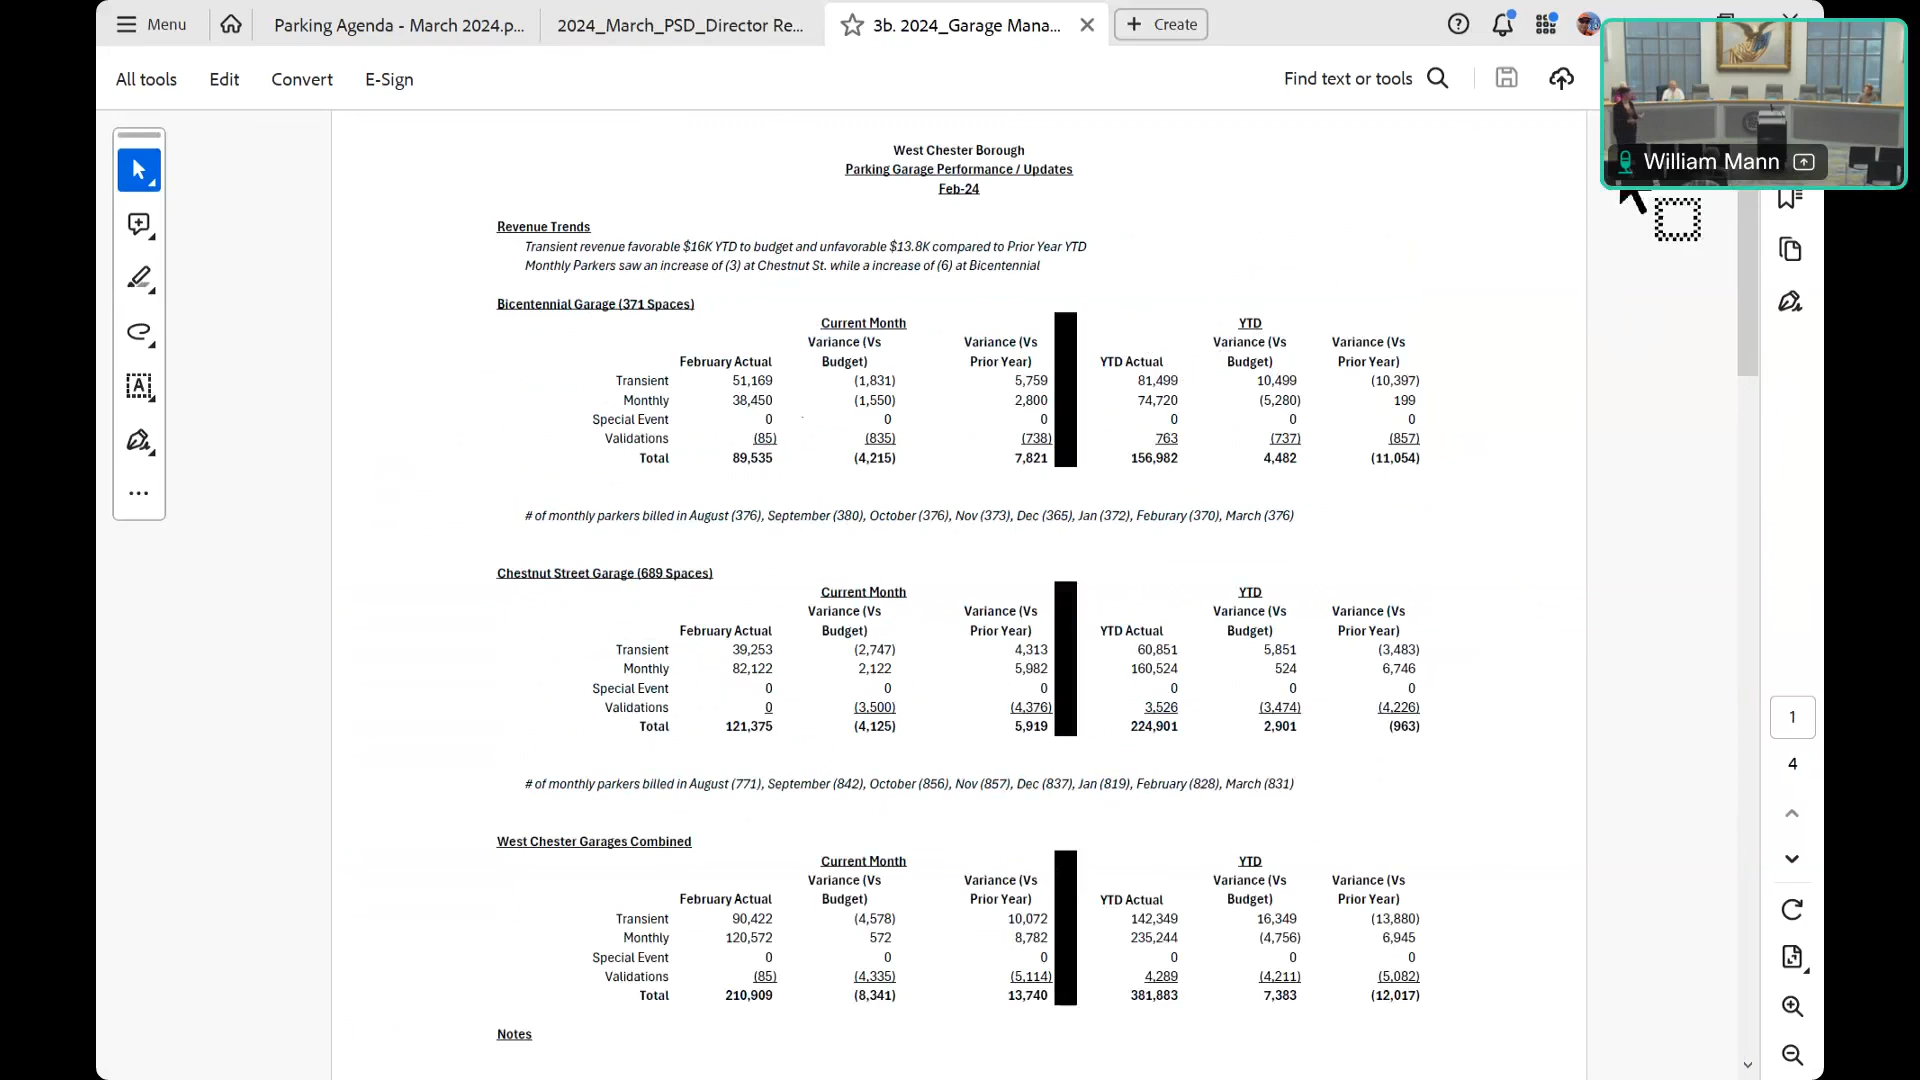 Menu
Parking Agenda - March 2024.p...
2024_March_PSD_Director Re...
3b. 2024_Garage Mana...
Create
All tools
Edit
Convert
E-Sign
Find text or tools
William Mann
West Chester Borough
Parking Garage Performance / Updates
Feb-24
Revenue Trends
Transient revenue favorable $16K YTD to budget and unfavorable $13.8K compared to Prior Year YTD
Monthly Parkers saw an increase of (3) at Chestnut St. while a increase of (6) at Bicentennial
Bicentennial Garage (371 Spaces)
Current Month YTD
Variance (Vs Variance (Vs Variance (Vs Variance (Vs
February Actual Budget) Prior Year) YTD Actual Budget) Prior Year)
Transient 51,169 (1,831) 5,759 81,499 10,499 (10,397)
Monthly 38,450 (1,550) 2,800 74,720 (5,280) 199
Special Event 0 0 0 0 0 0
Validations (85) (835) (738) 763 (737) (857)
Total 89,535 (4,215) 7,821 156,982 4,482 (11,054)
# of monthly parkers billed in August (376), September (380), October (376), Nov (373), Dec (365), Jan (372), Feburary (370), March (376)
Chestnut Street Garage (689 Spaces)
Current Month YTD
Variance (Vs Variance (Vs Variance (Vs Variance (Vs
February Actual Budget) Prior Year) YTD Actual Budget) Prior Year)
Transient 39,253 (2,747) 4,313 60,851 5,851 (3,483)
Monthly 82,122 2,122 5,982 160,524 524 6,746
Special Event 0 0 0 0 0 0
Validations 0 (3,500) (4,376) 3,526 (3,474) (4,226)
Total 121,375 (4,125) 5,919 224,901 2,901 (963)
# of monthly parkers billed in August (771), September (842), October (856), Nov (857), Dec (837), Jan (819), February (828), March (831)
West Chester Garages Combined
Current Month YTD
Variance (Vs Variance (Vs Variance (Vs Variance (Vs
February Actual Budget) Prior Year) YTD Actual Budget) Prior Year)
Transient 90,422 (4,578) 10,072 142,349 16,349 (13,880)
Monthly 120,572 572 8,782 235,244 (4,756) 6,945
Special Event 0 0 0 0 0 0
Validations (85) (4,335) (5,114) 4,289 (4,211) (5,082)
Total 210,909 (8,341) 13,740 381,883 7,383 (12,017)
Notes
1
4